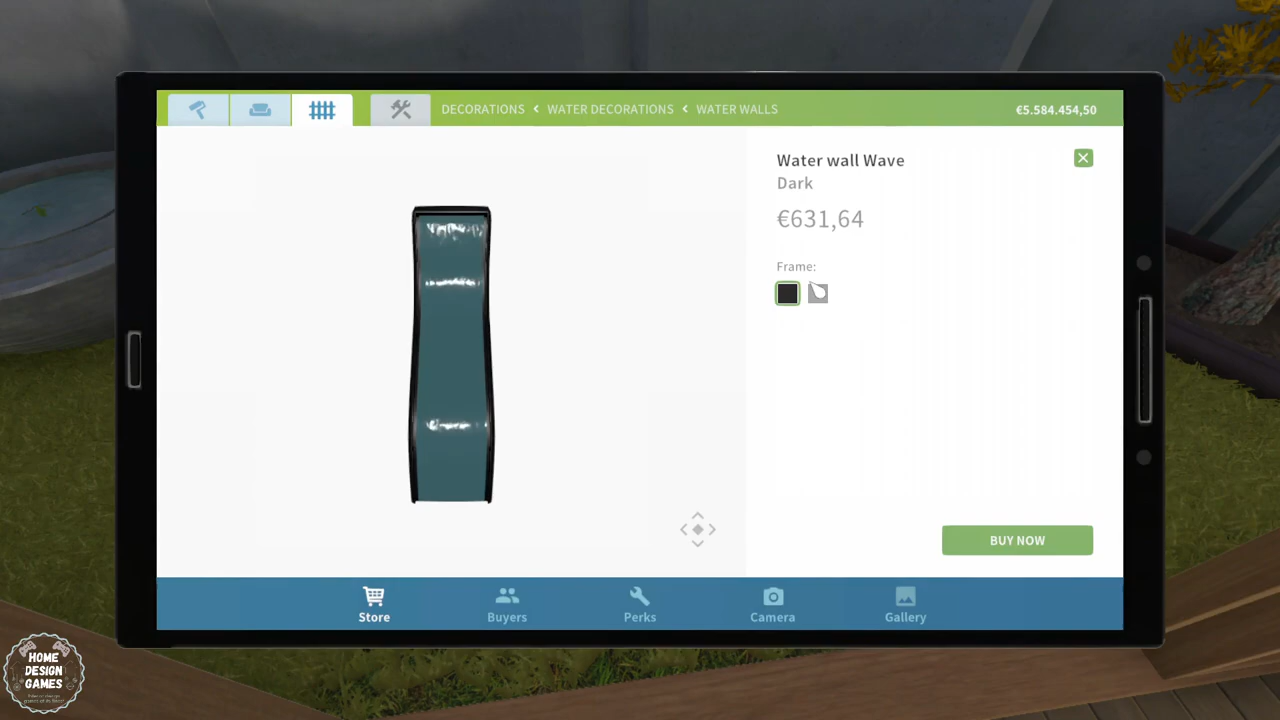 DECORATIONS < WATER DECORATIONS < WATER WALLS
€5.584.454,50
Water wall Wave
Dark
€631,64
Frame:
BUY NOW
Store
Buyers
Perks
Camera
Gallery
HOME
DESIGN
GAMES